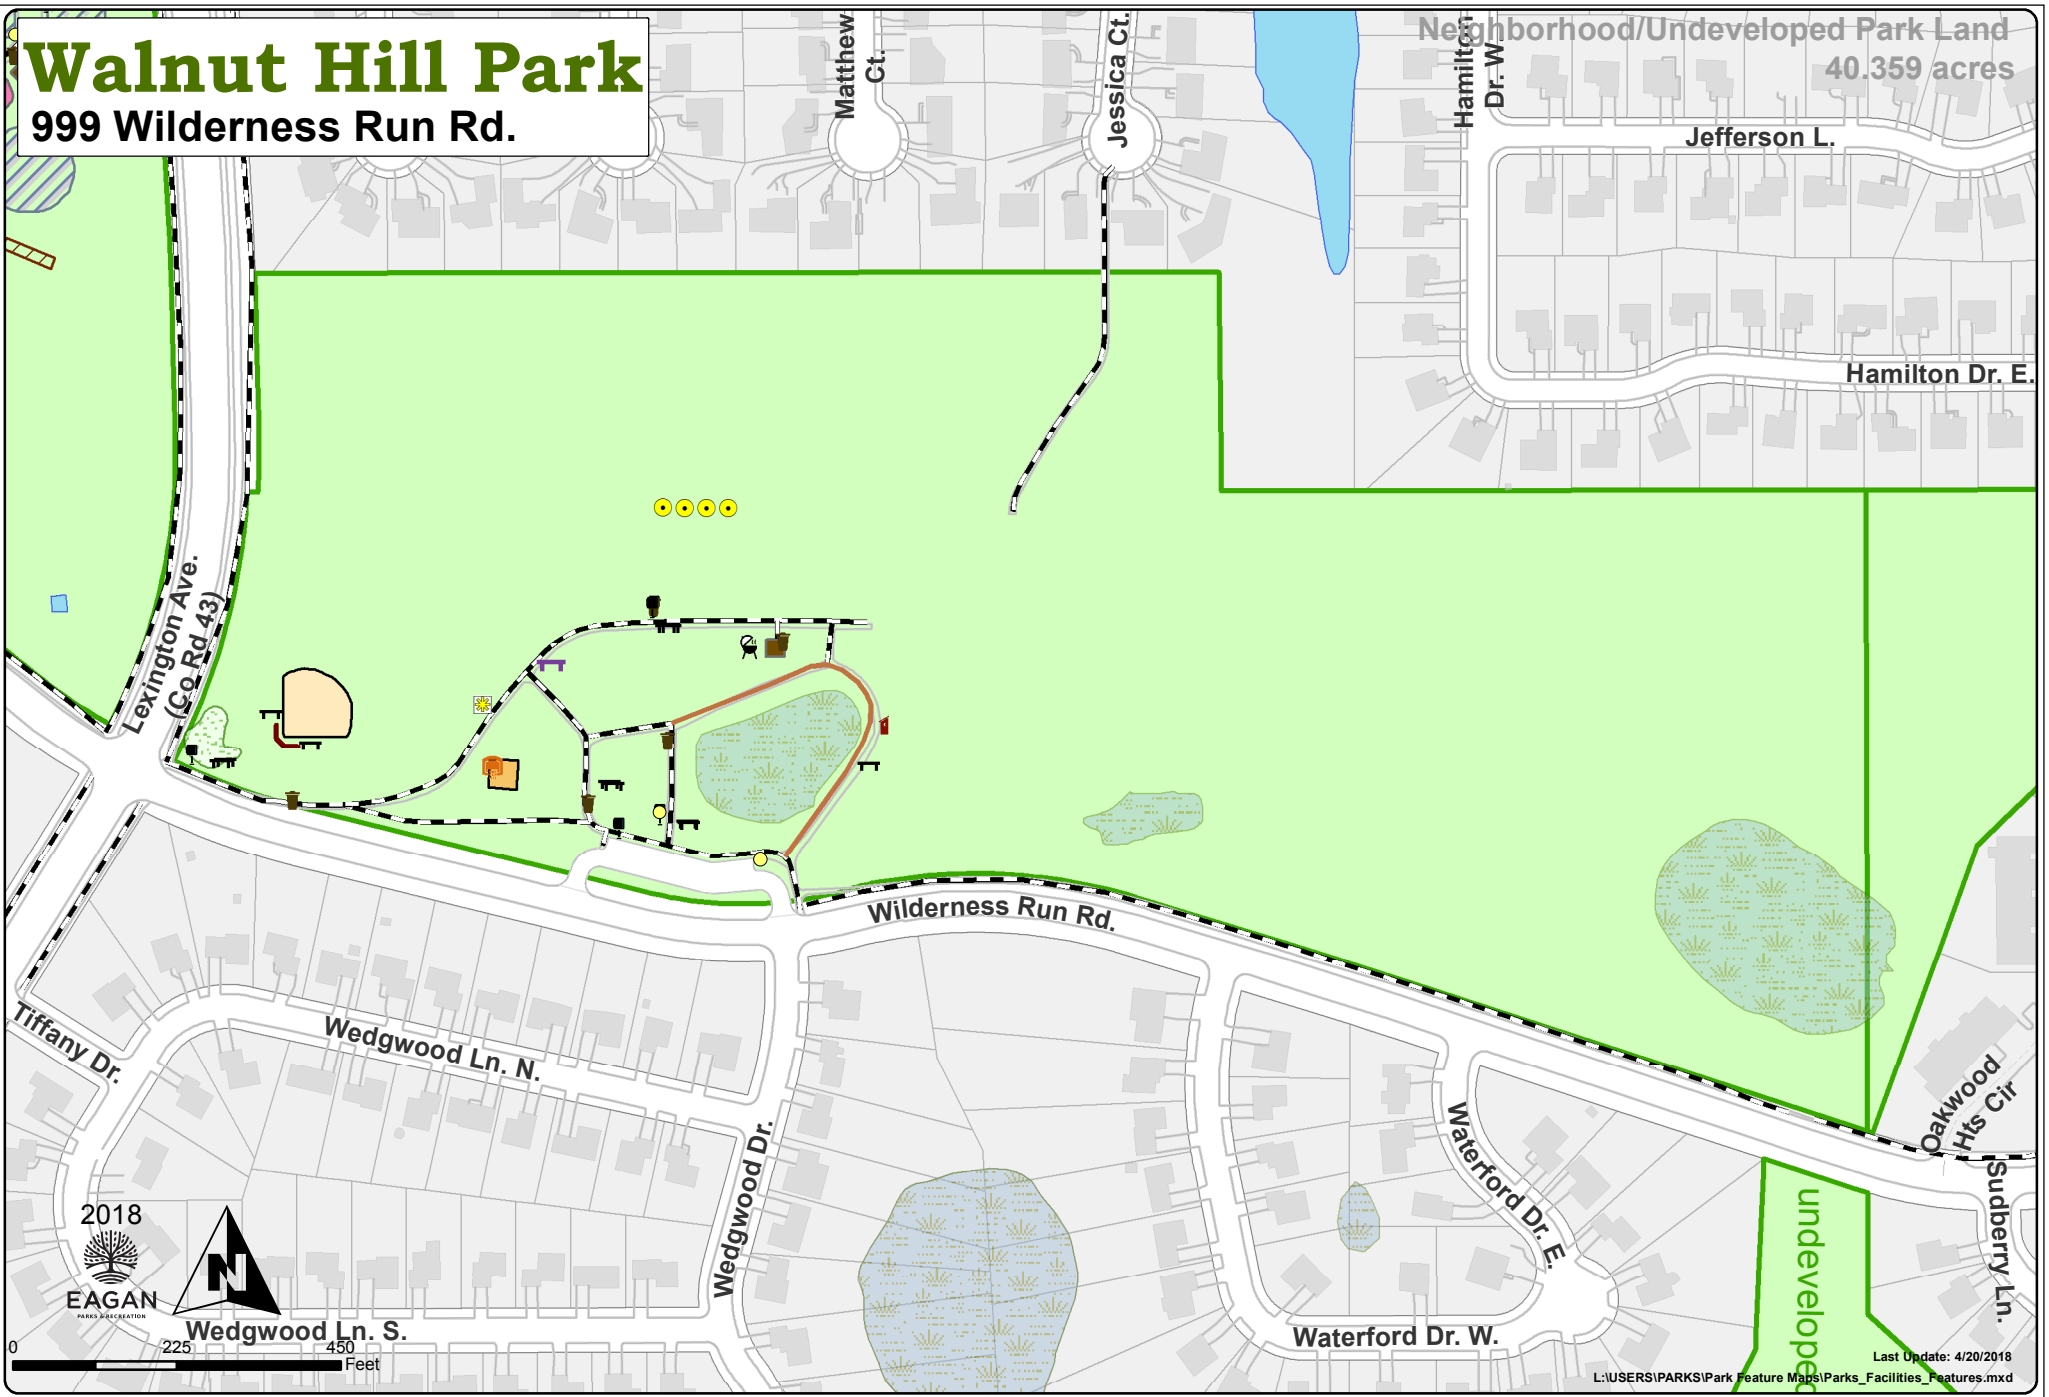 Walnut Hill Park
999 Wilderness Run Rd.
Neighborhood/Undeveloped Park Land
40.359 acres
Matthew
Ct.
Jessica Ct.
Hamilton
Dr. W.
Jefferson L.
Hamilton Dr. E.
Lexington Ave.
(Co Rd 43)
Wilderness Run Rd.
Tiffany Dr.
Wedgwood Ln. N.
Wedgwood Dr.
Wedgwood Ln. S.
Waterford Dr. E.
Waterford Dr. W.
Oakwood
Hts Cir
Sudberry Ln.
undeveloped
2018
EAGAN
PARKS & RECREATION
N
0 225 450
Feet
Last Update: 4/20/2018
L:\USERS\PARKS\Park Feature Maps\Parks_Facilities_Features.mxd